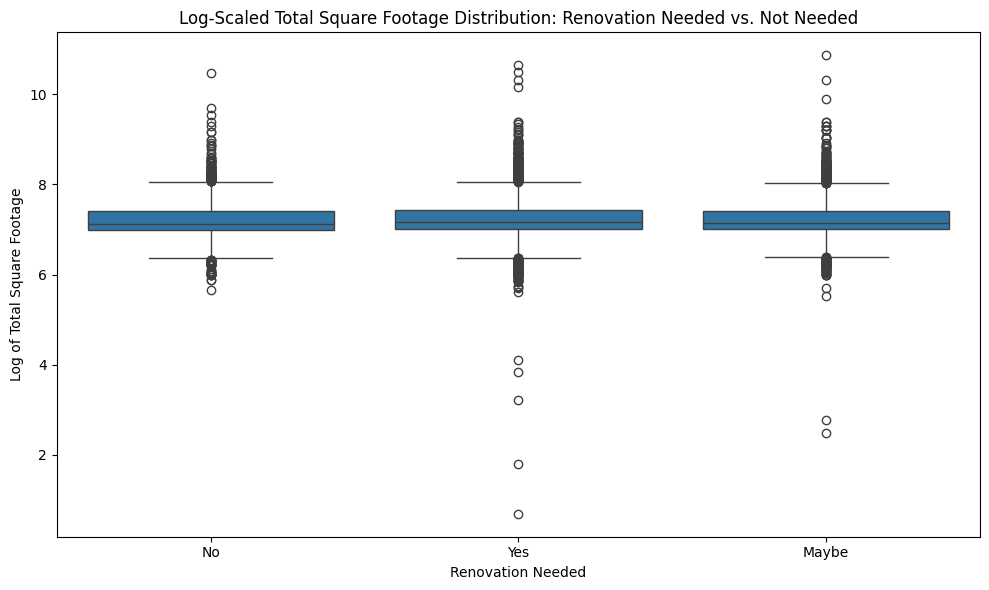 Log-Scaled Total Square Footage Distribution: Renovation Needed vs. Not Needed
Log of Total Square Footage
10
8
6
4
2
No
Yes
Maybe
Renovation Needed